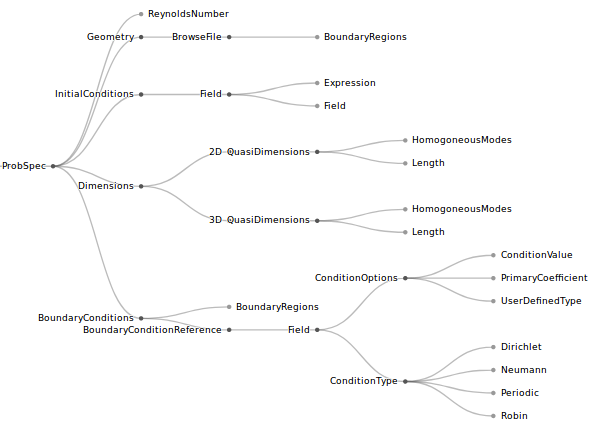 ReynoldsNumber
Geometry BrowseFile BoundaryRegions
Expression
InitialConditions Field
Field
HomogeneousModes
2D QuasiDimensions
Length
ProbSpec
Dimensions
HomogeneousModes
3D QuasiDimensions
Length
ConditionValue
ConditionOptions PrimaryCoefficient
UserDefinedType
BoundaryRegions
BoundaryConditions
BoundaryConditionReference Field
Dirichlet
Neumann
ConditionType
Periodic
Robin